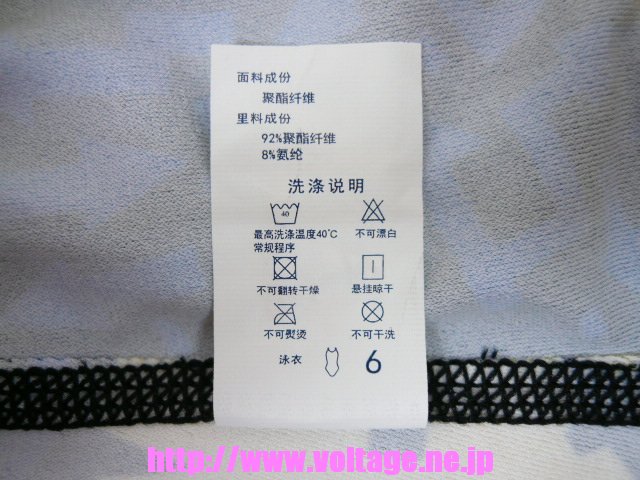 面料成份
聚酯纤维
里料成份
92%聚酯纤维
8%氨纶
洗涤说明
40
最高洗涤温度40℃
常规程序
不可漂白
不可翻转干燥
悬挂晾干
不可熨烫
不可干洗
泳衣 6
http://www.voltage.ne.jp